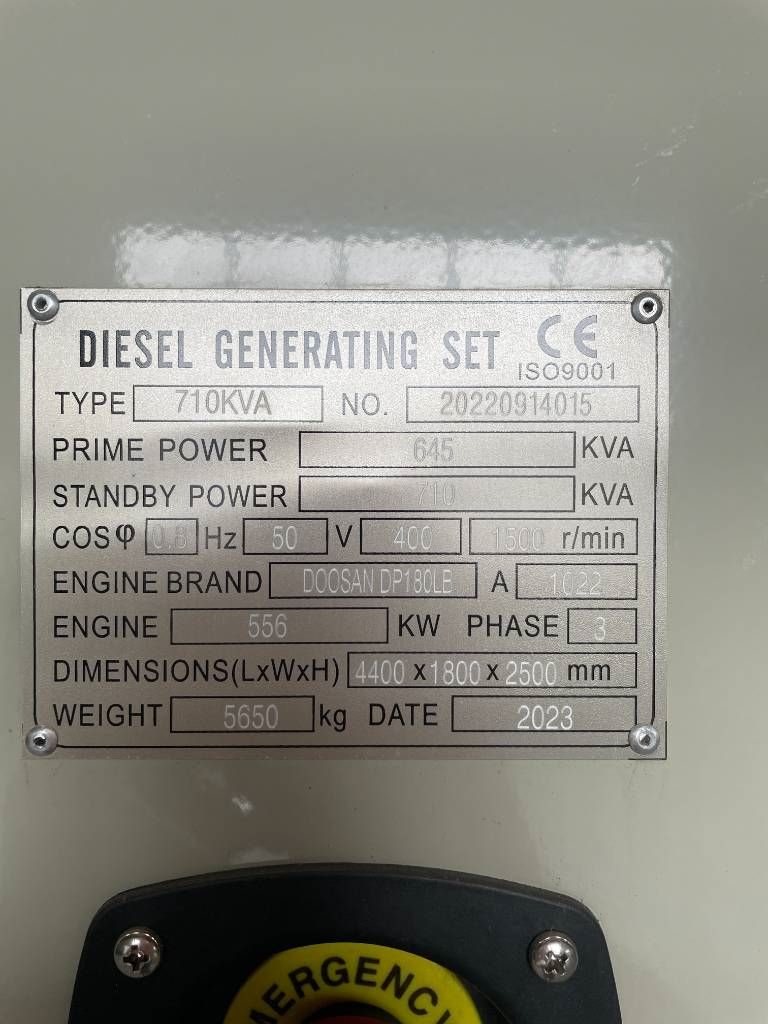 DIESEL GENERATING SET CE
ISO9001
TYPE 710KVA NO. 20220914015
PRIME POWER 645 KVA
STANDBY POWER 710 KVA
COSφ 0.8 Hz 50 V 400 1500 r/min
ENGINE BRAND DOOSAN DP180LB A 1022
ENGINE 556 KW PHASE 3
DIMENSIONS(LxWxH) 4400 x 1800 x 2500 mm
WEIGHT 5650 kg DATE 2023
MERGENC